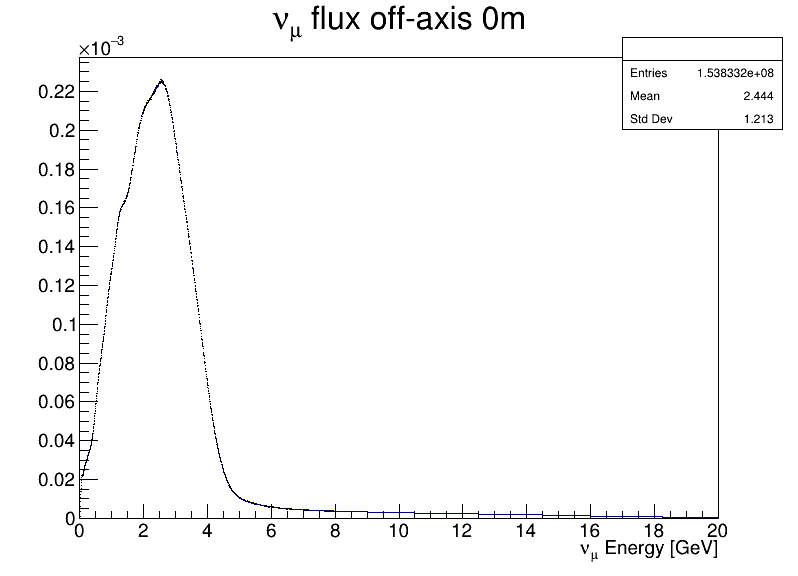 ν_μ flux off-axis 0m
×10⁻³
Entries 1.538332e+08
Mean 2.444
Std Dev 1.213
0.22
0.2
0.18
0.16
0.14
0.12
0.1
0.08
0.06
0.04
0.02
0
0 2 4 6 8 10 12 14 16 18 20
ν_μ Energy [GeV]